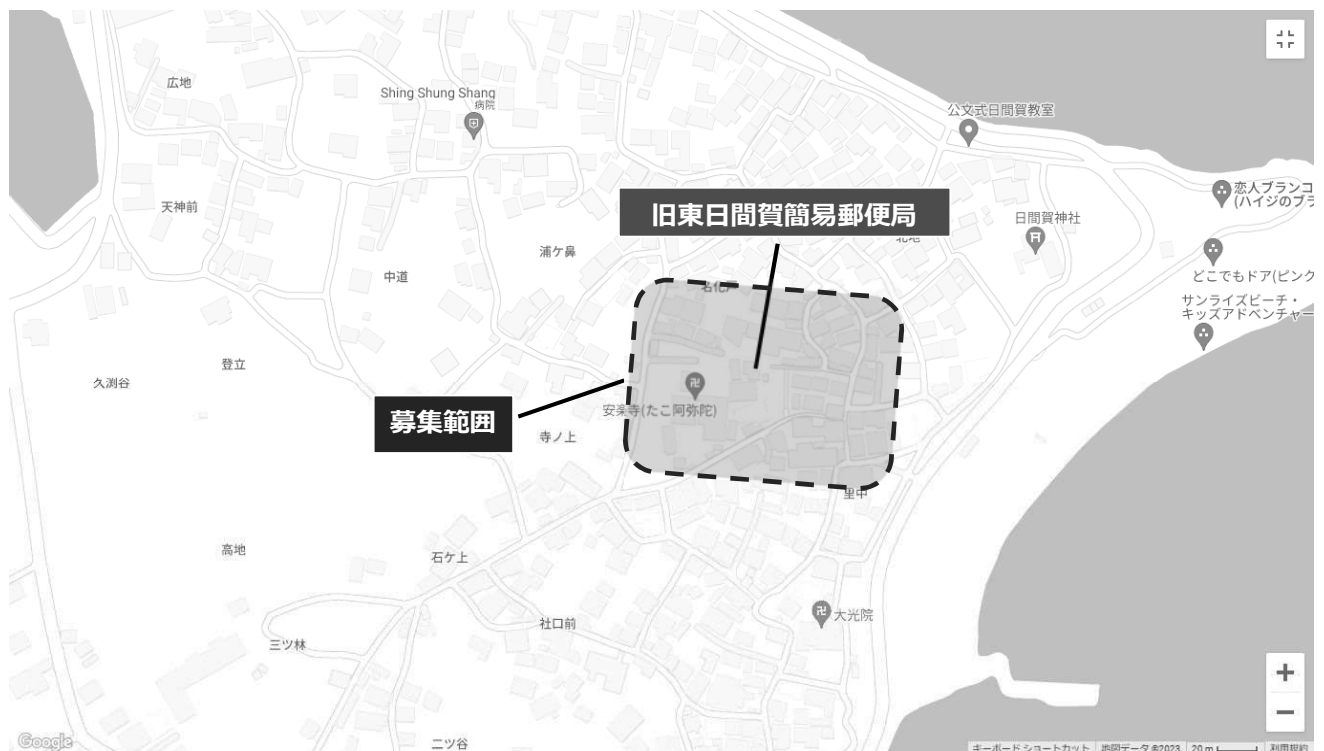 広地
Shing Shung Shang
病院
公文式日間賀教室
恋人ブランコ
(ハイジのブラ
天神前
旧東日間賀簡易郵便局
日間賀神社
北地
浦ケ鼻
中道
どこでもドア(ピンク
名化戸
サンライズビーチ・
キッズアドベンチャー
登立
久渕谷
募集範囲
安楽寺(たこ阿弥陀)
寺ノ上
里中
高地
石ケ上
社口前
大光院
三ツ林
二ツ谷
Google
キーボード ショートカット
地図データ ©2023
20 m
利用規約